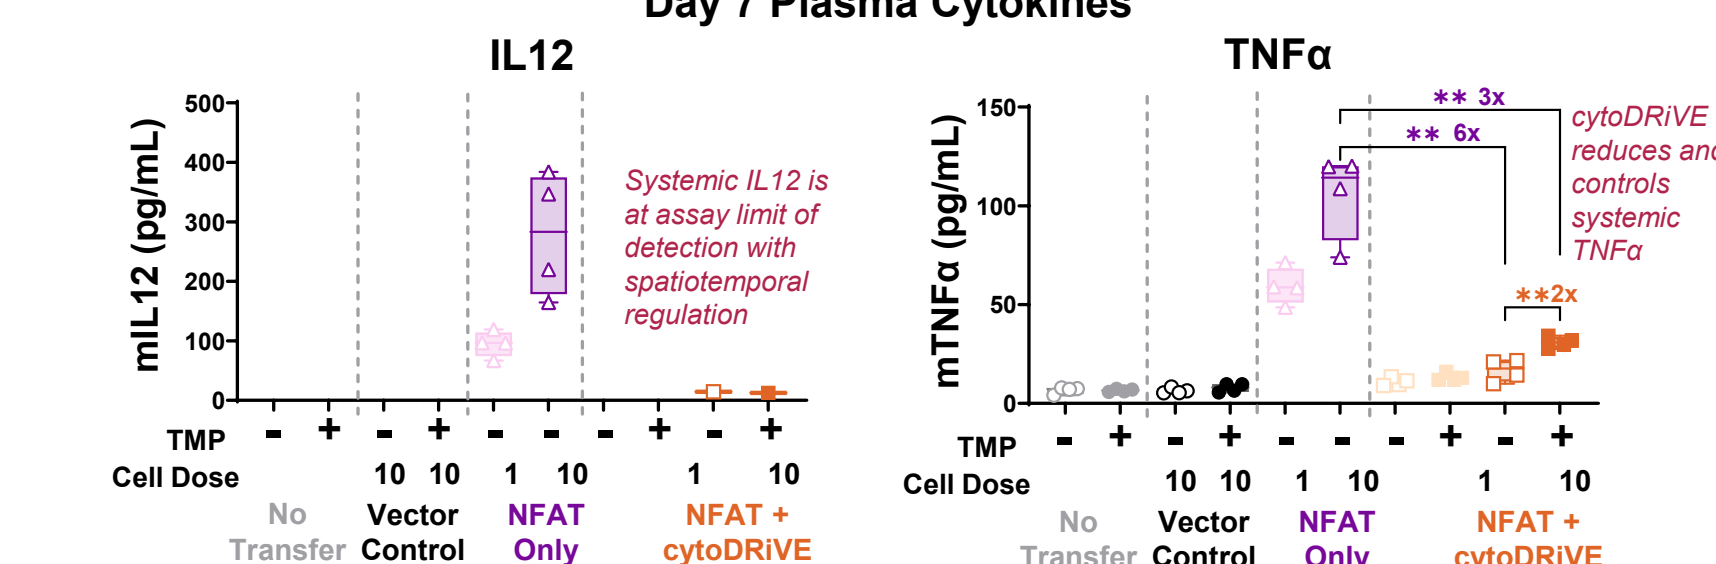 Day 7 Plasma Cytokines
IL12
mIL12 (pg/mL)
500
400
300
200
100
0
Systemic IL12 is
at assay limit of
detection with
spatiotemporal
regulation
TMP - + - + - - - + - +
Cell Dose 10 10 1 10 1 10
No
Transfer
Vector
Control
NFAT
Only
NFAT +
cytoDRiVE
TNFα
mTNFα (pg/mL)
150
100
50
0
** 3x
** 6x
**2x
cytoDRiVE
reduces and
controls
systemic
TNFα
TMP - + - + - - - + - +
Cell Dose 10 10 1 10 1 10
No
Transfer
Vector
Control
NFAT
Only
NFAT +
cytoDRiVE